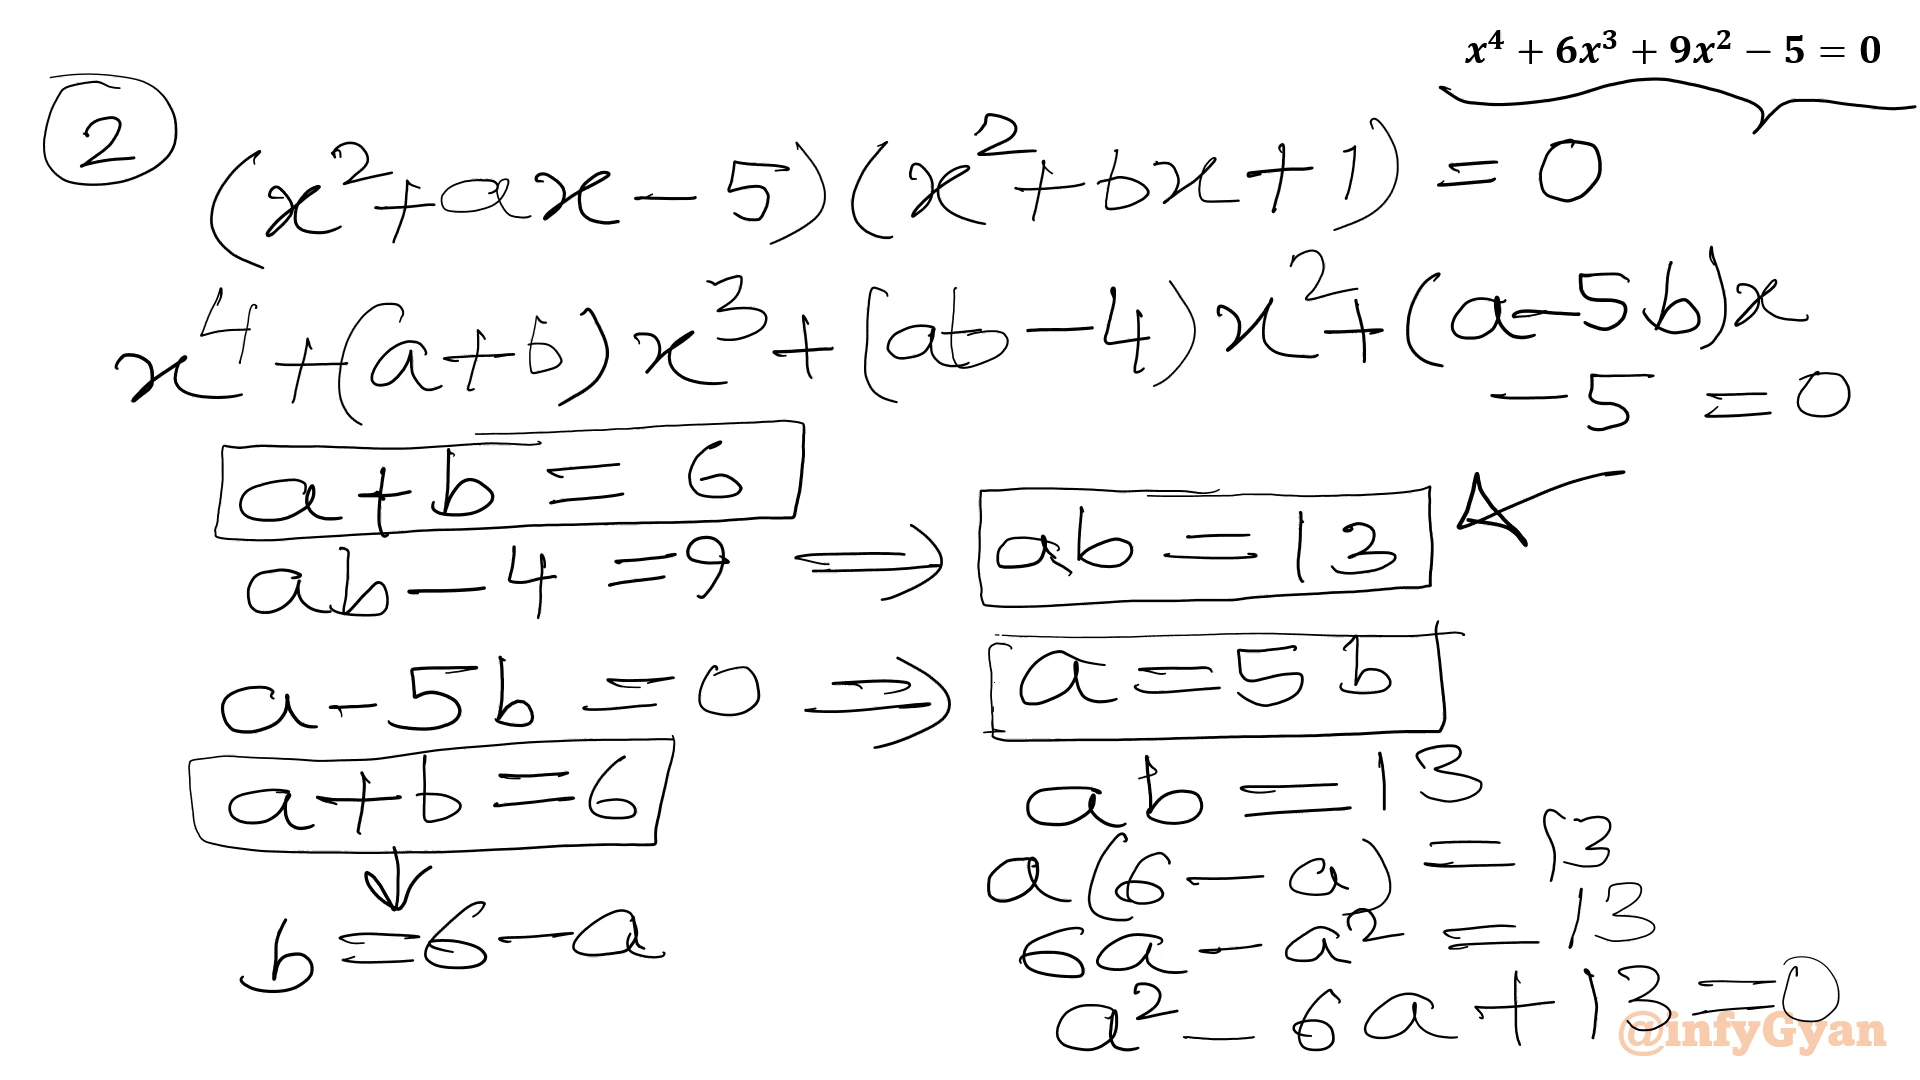 x⁴ + 6x³ + 9x² − 5 = 0
2
(x²+ax−5)(x²+bx+1)=0
x⁴+(a+b)x³+(ab−4)x²+(a−5b)x
−5=0
a+b=6
ab−4=9 ⟹ ab=13
a−5b=0 ⟹ a=5b
a+b=6
b=6−a
ab=13
a(6−a)=13
6a−a²=13
a²−6a+13=0
@infyGyan